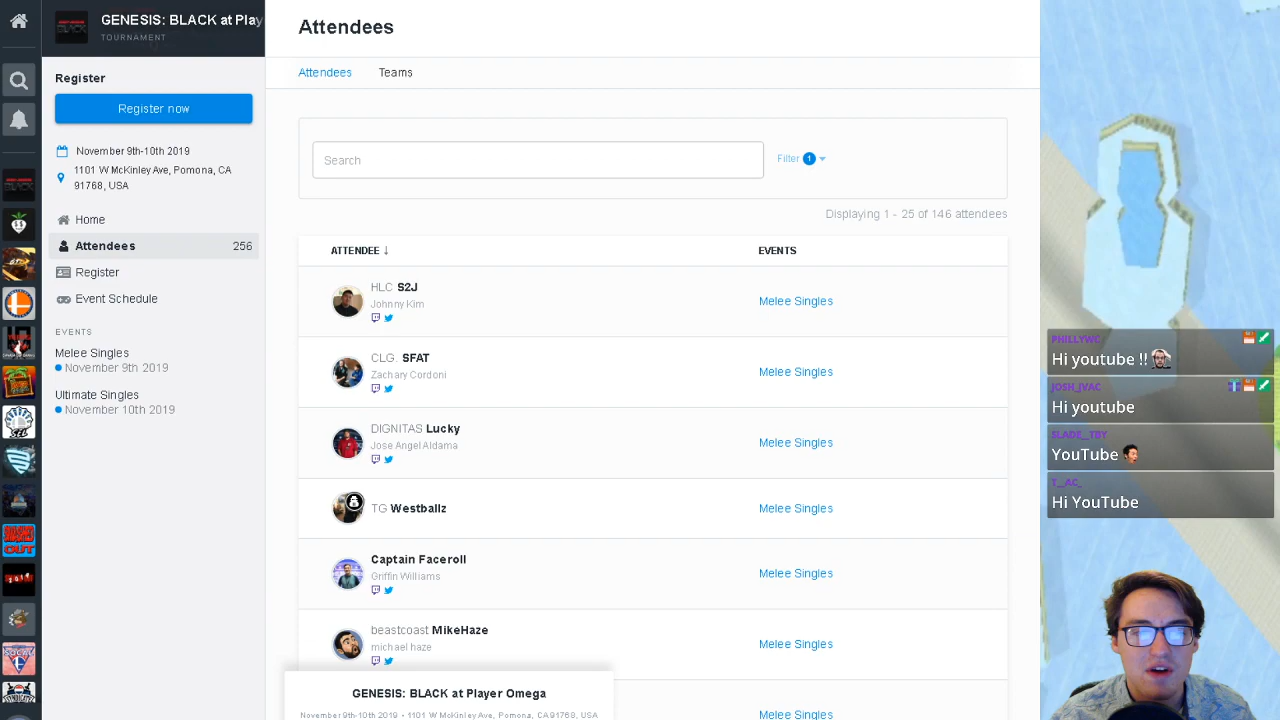 GENESIS: BLACK at Play
TOURNAMENT
Register
Register now
November 9th-10th 2019
1101 W McKinley Ave, Pomona, CA
91768, USA
Home
Attendees 256
Register
Event Schedule
EVENTS
Melee Singles
November 9th 2019
Ultimate Singles
November 10th 2019
Attendees
Attendees Teams
Search
Filter 1
Displaying 1 - 25 of 146 attendees
ATTENDEE ↓ EVENTS
HLC S2J
Johnny Kim
Melee Singles
CLG. SFAT
Zachary Cordoni
Melee Singles
DIGNITAS Lucky
Jose Angel Aldama
Melee Singles
TG Westballz
Melee Singles
Captain Faceroll
Griffin Williams
Melee Singles
beastcoast MikeHaze
michael haze
Melee Singles
Melee Singles
GENESIS: BLACK at Player Omega
November 9th-10th 2019 • 1101 W McKinley Ave, Pomona, CA 91768, USA
PHILLYWC
Hi youtube !!
JOSH_JVAC
Hi youtube
SLADE_TBY
YouTube
T__AC_
Hi YouTube